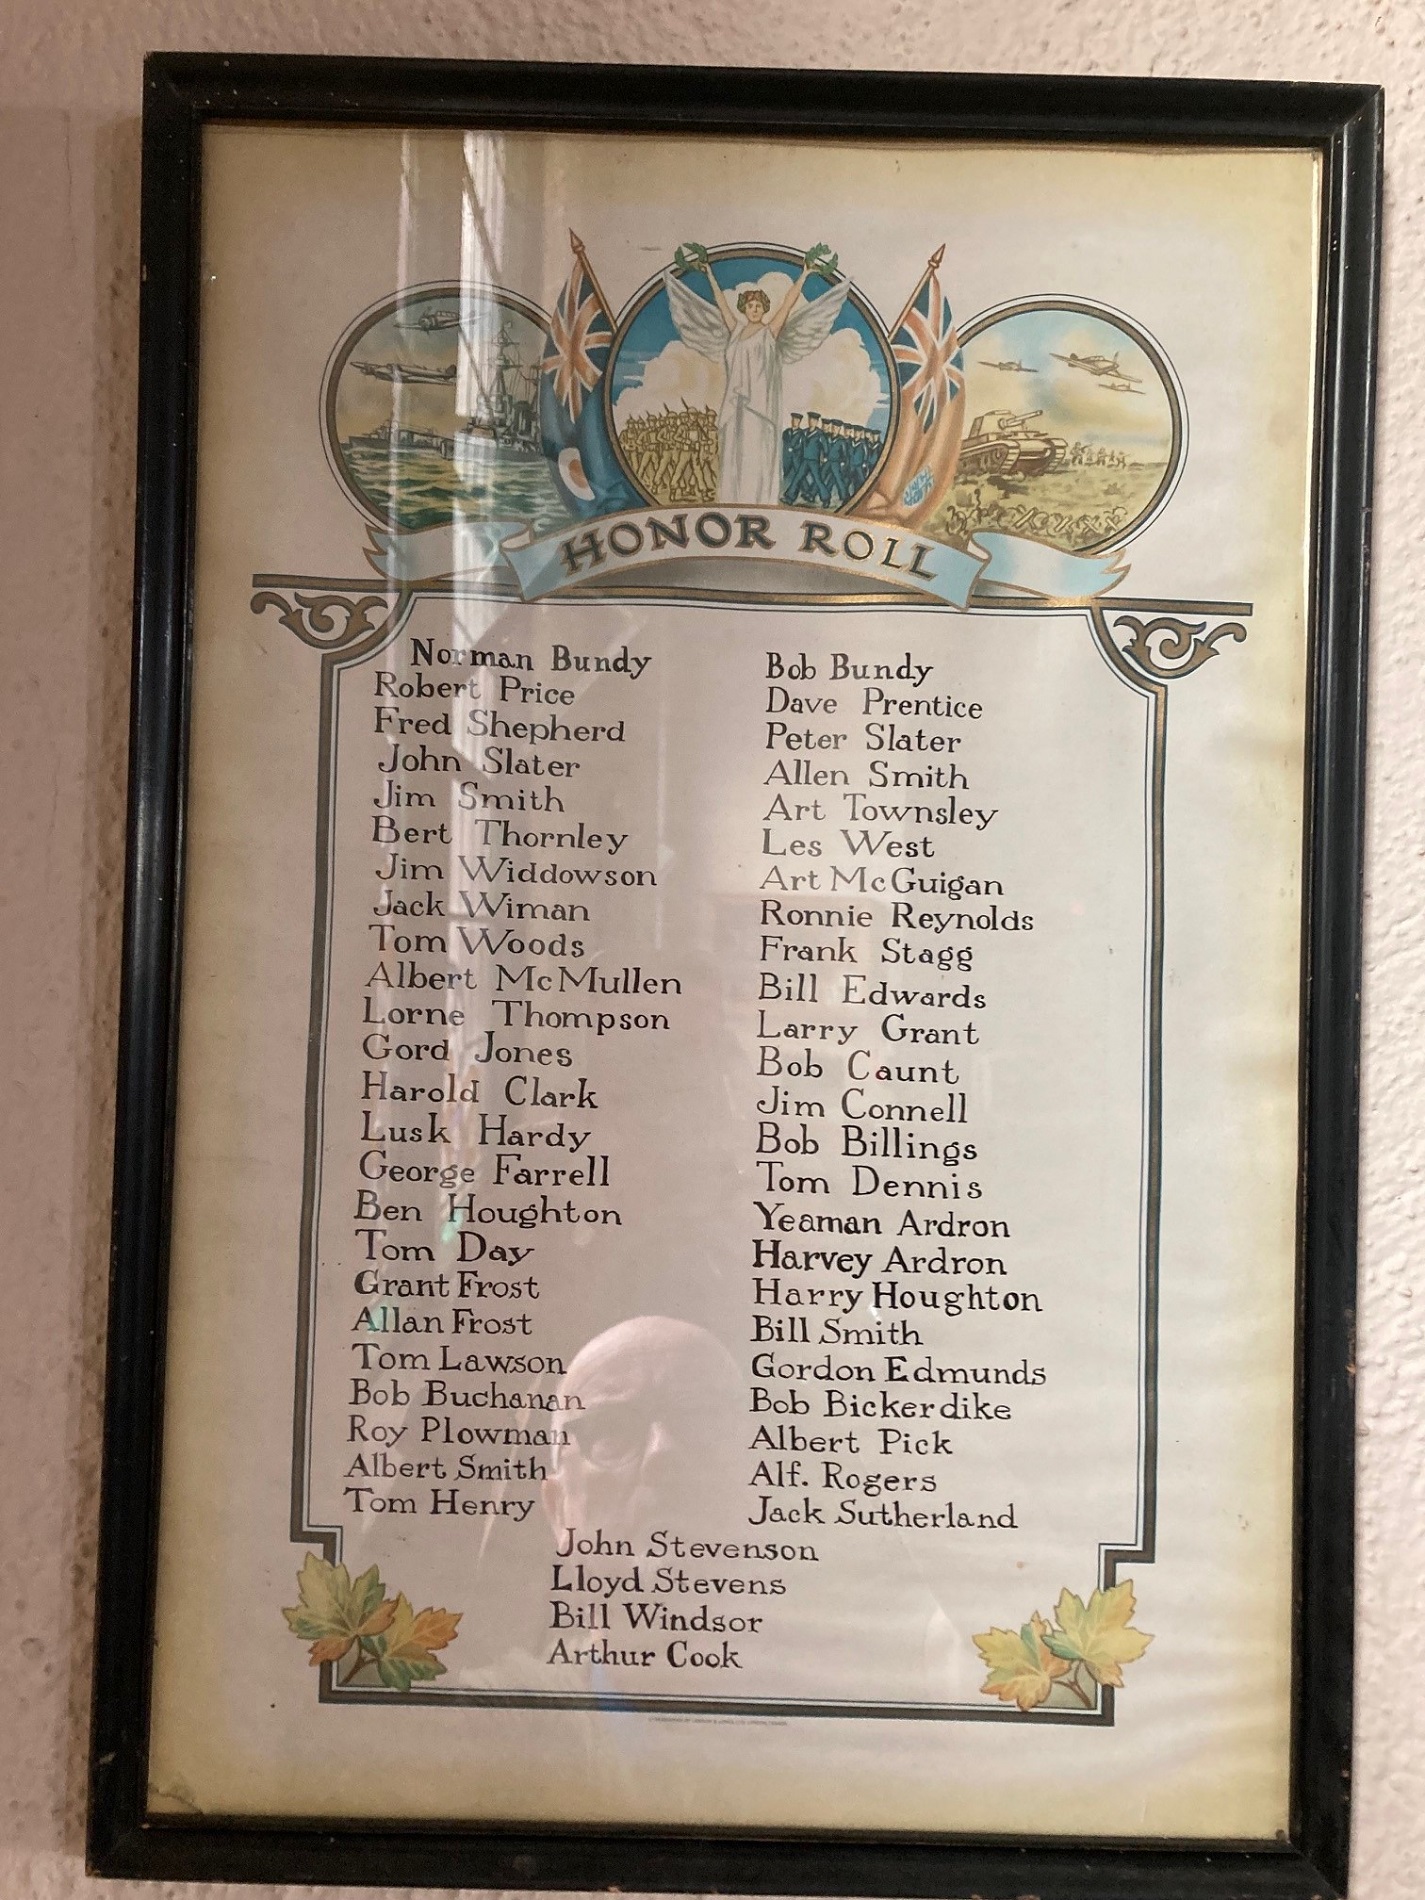 HONOR ROLL
Norman Bundy
Robert Price
Fred Shepherd
John Slater
Jim Smith
Bert Thornley
Jim Widdowson
Jack Wiman
Tom Woods
Albert McMullen
Lorne Thompson
Gord Jones
Harold Clark
Lusk Hardy
George Farrell
Ben Houghton
Tom Day
Grant Frost
Allan Frost
Tom Lawson
Bob Buchanan
Roy Plowman
Albert Smith
Tom Henry
Bob Bundy
Dave Prentice
Peter Slater
Allen Smith
Art Townsley
Les West
Art McGuigan
Ronnie Reynolds
Frank Stagg
Bill Edwards
Larry Grant
Bob Caunt
Jim Connell
Bob Billings
Tom Dennis
Yeaman Ardron
Harvey Ardron
Harry Houghton
Bill Smith
Gordon Edmunds
Bob Bickerdike
Albert Pick
Alf. Rogers
Jack Sutherland
John Stevenson
Lloyd Stevens
Bill Windsor
Arthur Cook